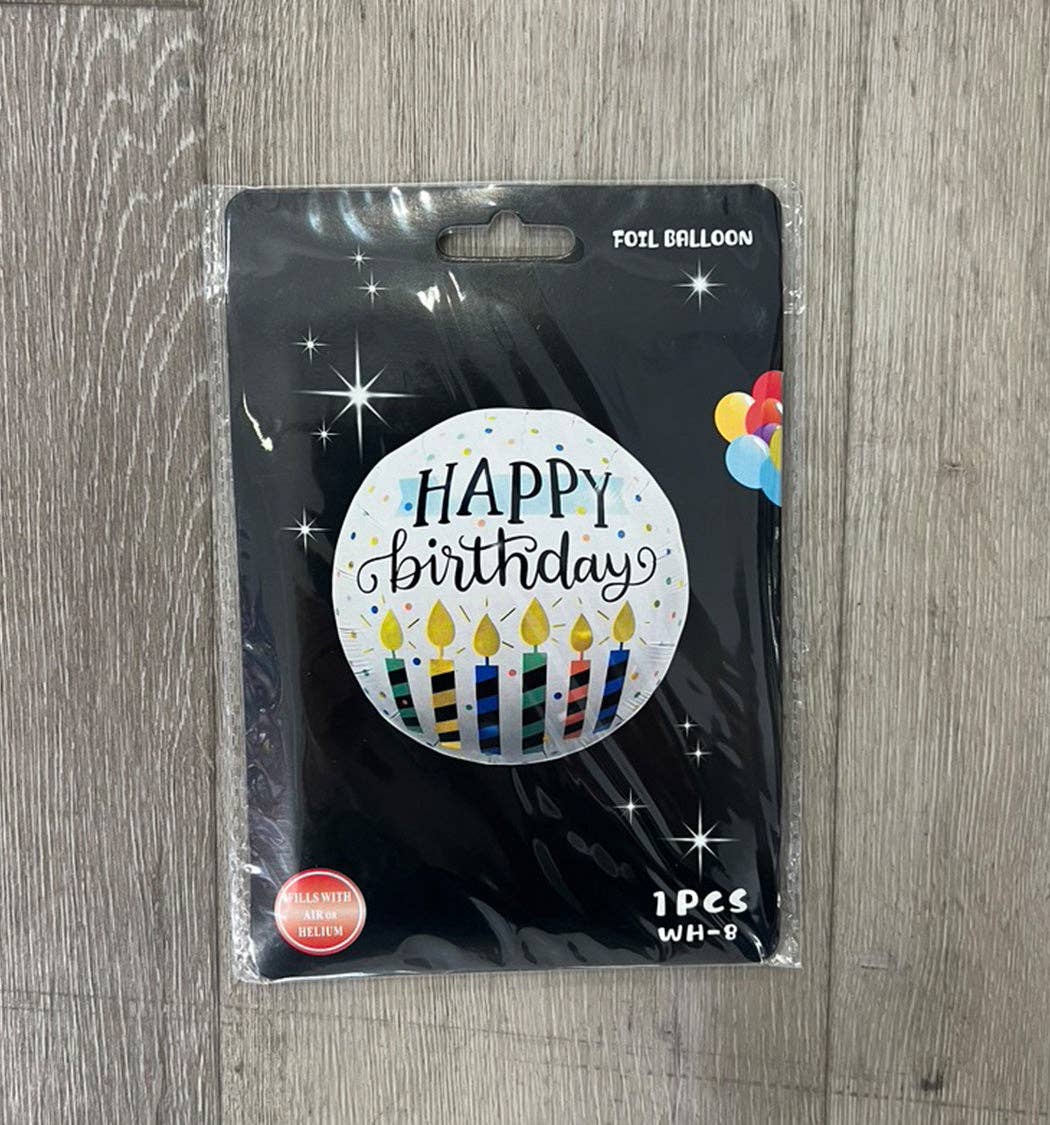 FOIL BALLOON
HAPPY
birthday
FILLS WITH
AIR OR
HELIUM
1PCS
WH-8